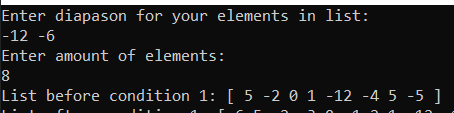 Enter diapason for your elements in list:
-12 -6
Enter amount of elements:
8
List before condition 1: [ 5 -2 0 1 -12 -4 5 -5 ]